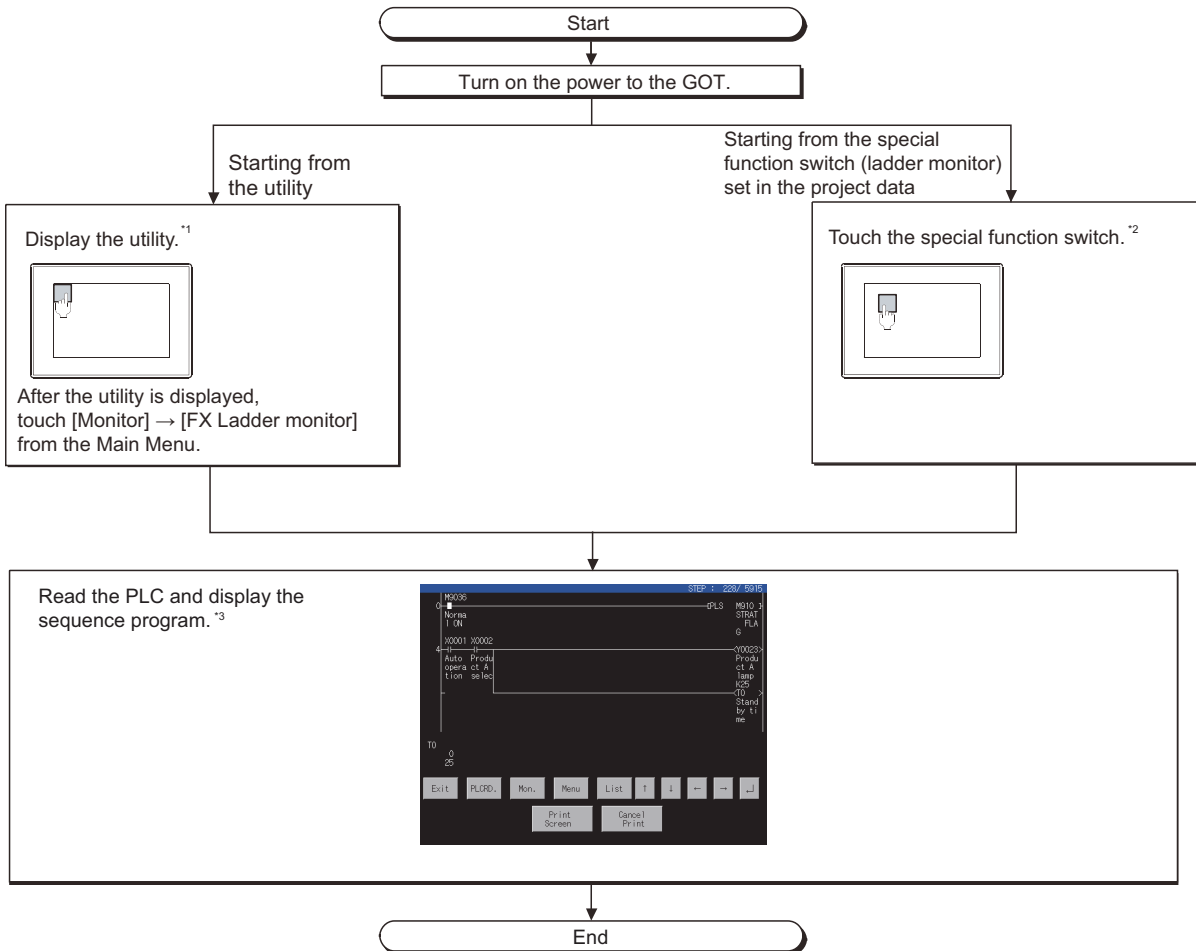 Start
Turn on the power to the GOT.
Starting from
the utility
Starting from the special
function switch (ladder monitor)
set in the project data
Display the utility.*1
After the utility is displayed,
touch [Monitor] → [FX Ladder monitor]
from the Main Menu.
Touch the special function switch.*2
Read the PLC and display the
sequence program.*3
STEP : 228/ 5915
M9036
0
PLS M910
Norma
l ON
STRAT
FLA
G
X0001 X0002
4
Y0023
Auto Produ
opera ct A
tion selec
Produ
ct A
lamp
K25
T0
Stand
by ti
me
T0
0
25
Exit PLCRD. Mon. Menu List ↑ ↓ ← → ↵
Print
Screen
Cancel
Print
End